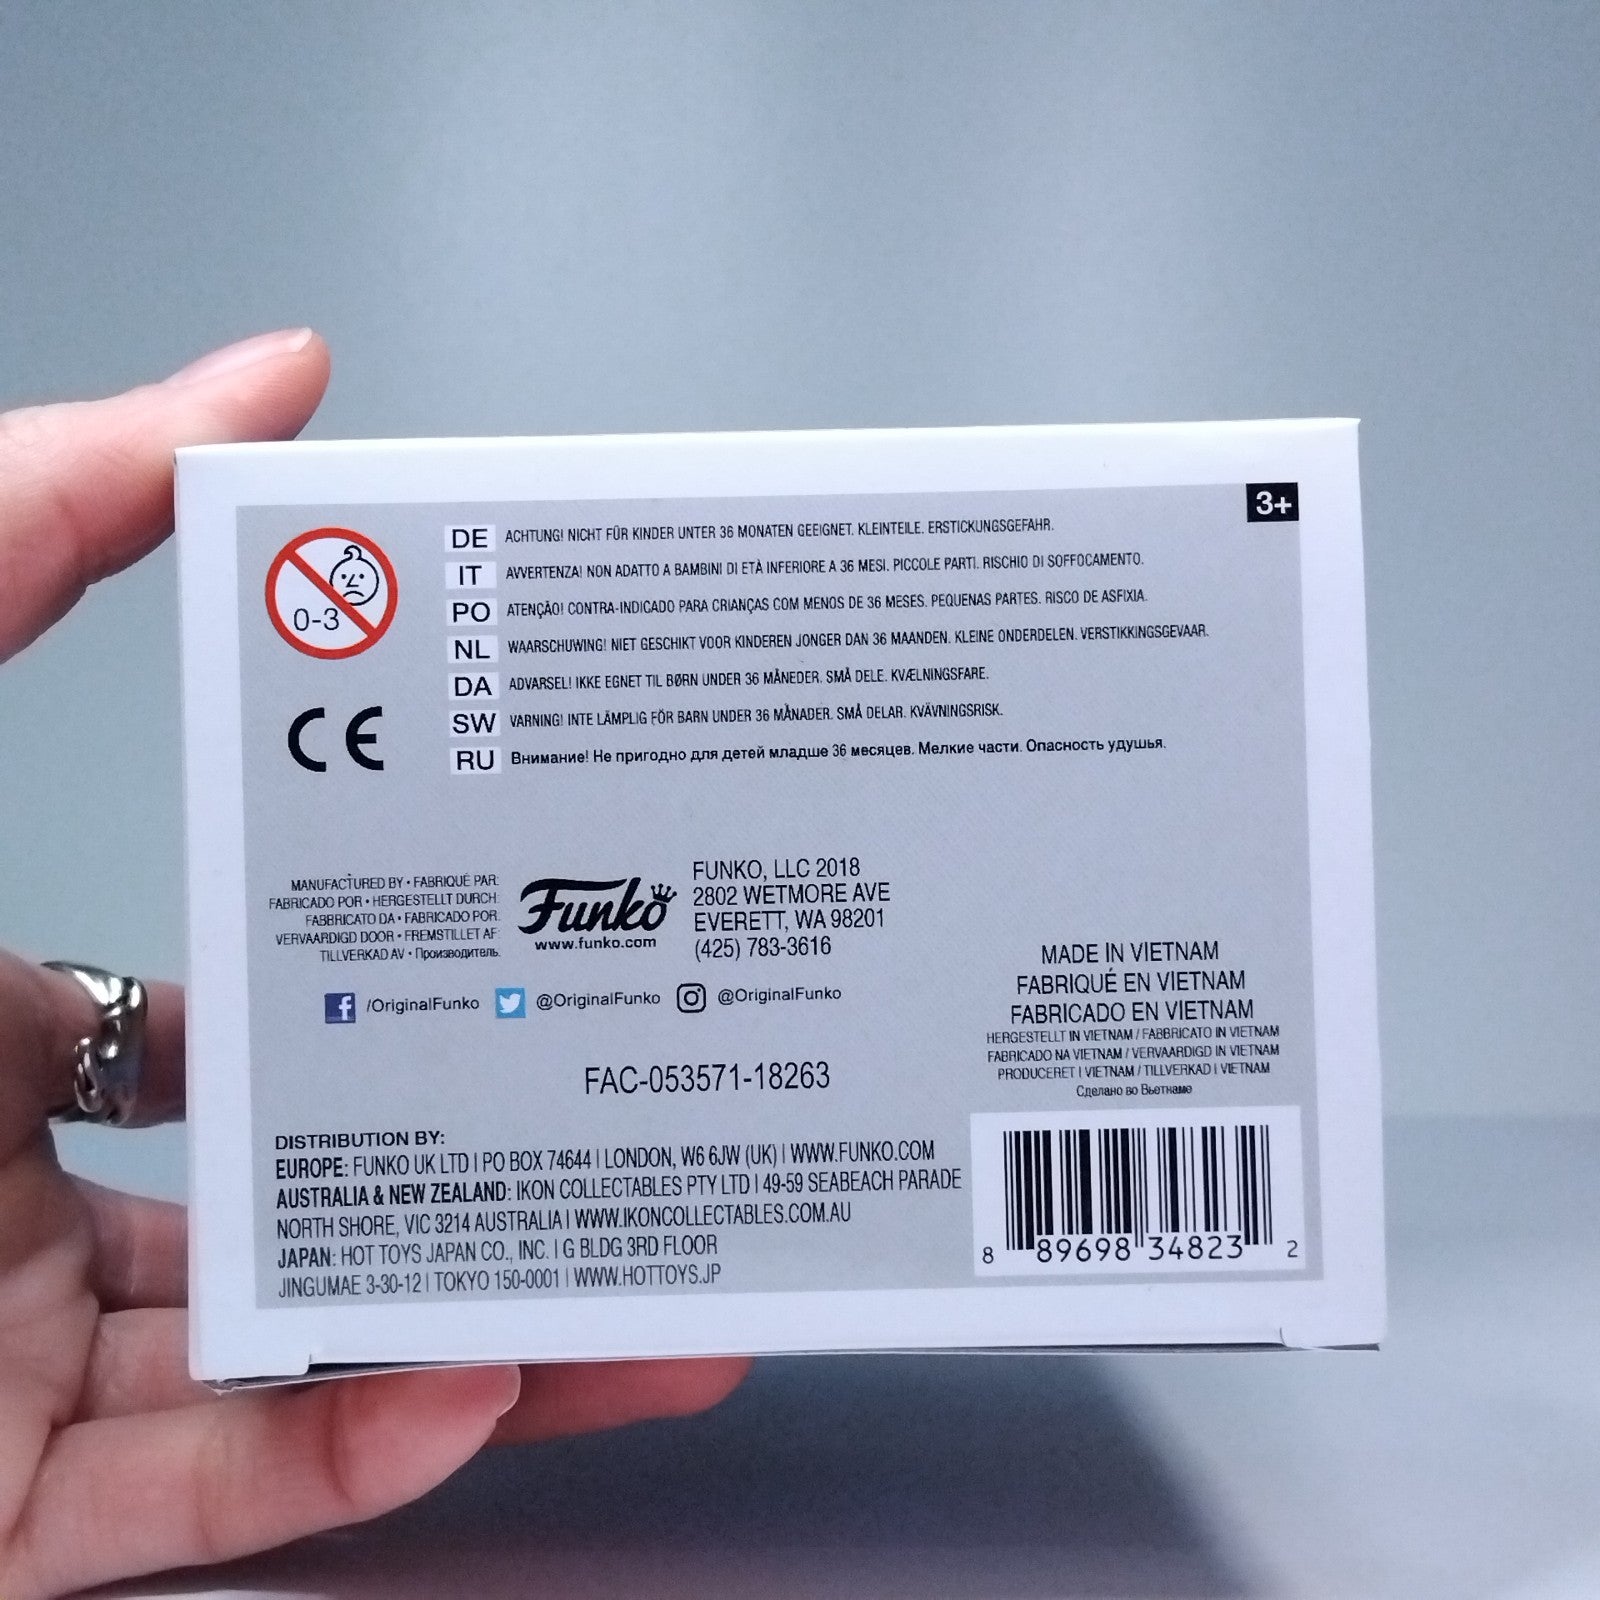 3+
0-3
DE ACHTUNG! NICHT FÜR KINDER UNTER 36 MONATEN GEEIGNET. KLEINTEILE. ERSTICKUNGSGEFAHR.
IT AVVERTENZA! NON ADATTO A BAMBINI DI ETÀ INFERIORE A 36 MESI. PICCOLE PARTI. RISCHIO DI SOFFOCAMENTO.
PO ATENÇÃO! CONTRA-INDICADO PARA CRIANÇAS COM MENOS DE 36 MESES. PEQUENAS PARTES. RISCO DE ASFIXIA.
NL WAARSCHUWING! NIET GESCHIKT VOOR KINDEREN JONGER DAN 36 MAANDEN. KLEINE ONDERDELEN. VERSTIKKINGSGEVAAR.
DA ADVARSEL! IKKE EGNET TIL BØRN UNDER 36 MÅNEDER. SMÅ DELE. KVÆLNINGSFARE.
SW VARNING! INTE LÄMPLIG FÖR BARN UNDER 36 MÅNADER. SMÅ DELAR. KVÄVNINGSRISK.
RU Внимание! Не пригодно для детей младше 36 месяцев. Мелкие части. Опасность удушья.
CE
MANUFACTURED BY • FABRIQUÉ PAR:
FABRICADO POR • HERGESTELLT DURCH:
FABBRICATO DA • FABRICADO POR:
VERVAARDIGD DOOR • FREMSTILLET AF:
TILLVERKAD AV • Производитель:
Funko
www.funko.com
FUNKO, LLC 2018
2802 WETMORE AVE
EVERETT, WA 98201
(425) 783-3616
/OriginalFunko @OriginalFunko @OriginalFunko
FAC-053571-18263
MADE IN VIETNAM
FABRIQUÉ EN VIETNAM
FABRICADO EN VIETNAM
HERGESTELLT IN VIETNAM / FABBRICATO IN VIETNAM
FABRICADO NA VIETNAM / VERVAARDIGD IN VIETNAM
PRODUCERET I VIETNAM / TILLVERKAD I VIETNAM
Сделано во Вьетнаме
DISTRIBUTION BY:
EUROPE: FUNKO UK LTD | PO BOX 74644 | LONDON, W6 6JW (UK) | WWW.FUNKO.COM
AUSTRALIA & NEW ZEALAND: IKON COLLECTABLES PTY LTD | 49-59 SEABEACH PARADE
NORTH SHORE, VIC 3214 AUSTRALIA | WWW.IKONCOLLECTABLES.COM.AU
JAPAN: HOT TOYS JAPAN CO., INC. | G BLDG 3RD FLOOR
JINGUMAE 3-30-12 | TOKYO 150-0001 | WWW.HOTTOYS.JP
8 89698 34823 2